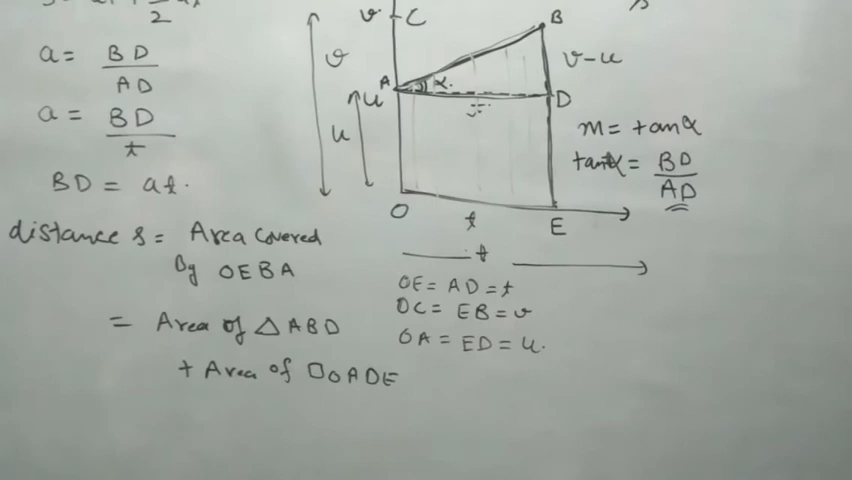 a = BD
AD
a = BD
t
BD = at.
distance s = Area Covered
By OEBA
= Area of △ABD
+ Area of □OADE
v C
B
v
v-u
A
α
u
t
D
u
O
t
E
t
OE = AD = t
OC = EB = v
OA = ED = u.
m = tanα
tanα = BD
AD